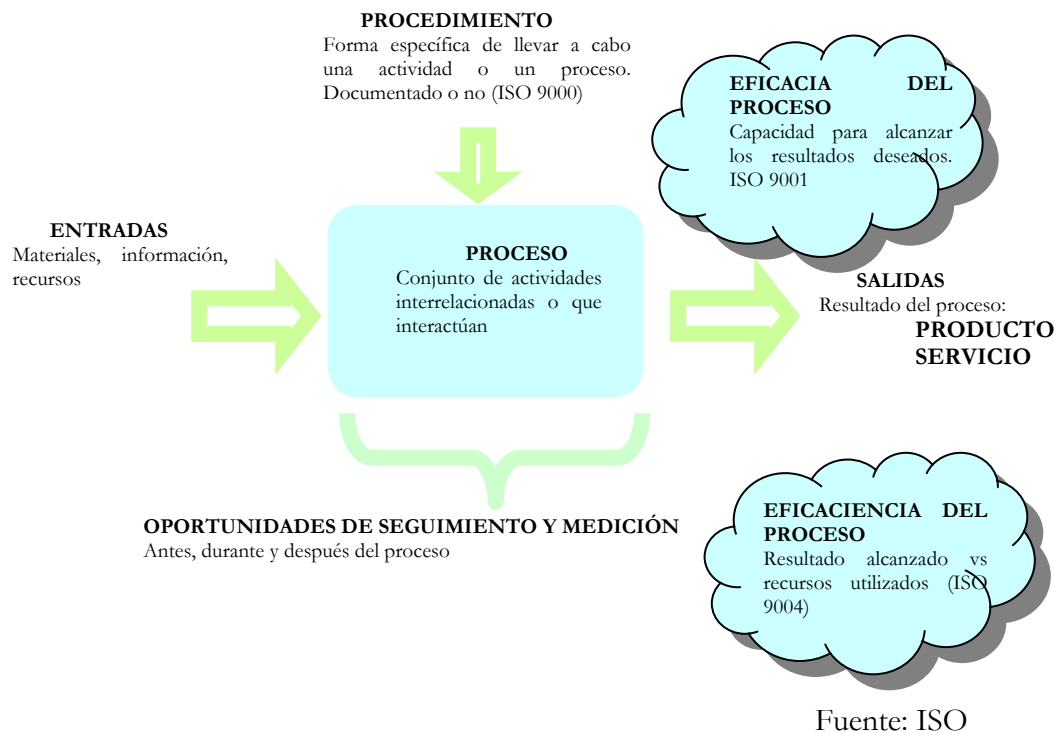 PROCEDIMIENTO
Forma específica de llevar a cabo
una actividad o un proceso.
Documentado o no (ISO 9000)
EFICACIA DEL
PROCESO
Capacidad para alcanzar
los resultados deseados.
ISO 9001
ENTRADAS
Materiales, información,
recursos
PROCESO
Conjunto de actividades
interrelacionadas o que
interactúan
SALIDAS
Resultado del proceso:
PRODUCTO
SERVICIO
OPORTUNIDADES DE SEGUIMIENTO Y MEDICIÓN
Antes, durante y después del proceso
EFICACIENCIA DEL
PROCESO
Resultado alcanzado vs
recursos utilizados (ISO
9004)
Fuente: ISO